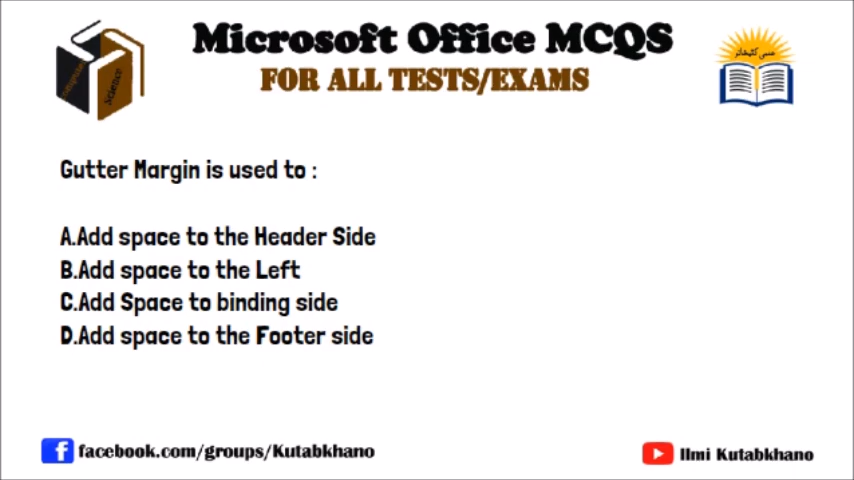 Microsoft Office MCQS
FOR ALL TESTS/EXAMS
Computer
Science
Gutter Margin is used to :
A.Add space to the Header Side
B.Add space to the Left
C.Add Space to binding side
D.Add space to the Footer side
facebook.com/groups/Kutabkhano
Ilmi Kutabkhano